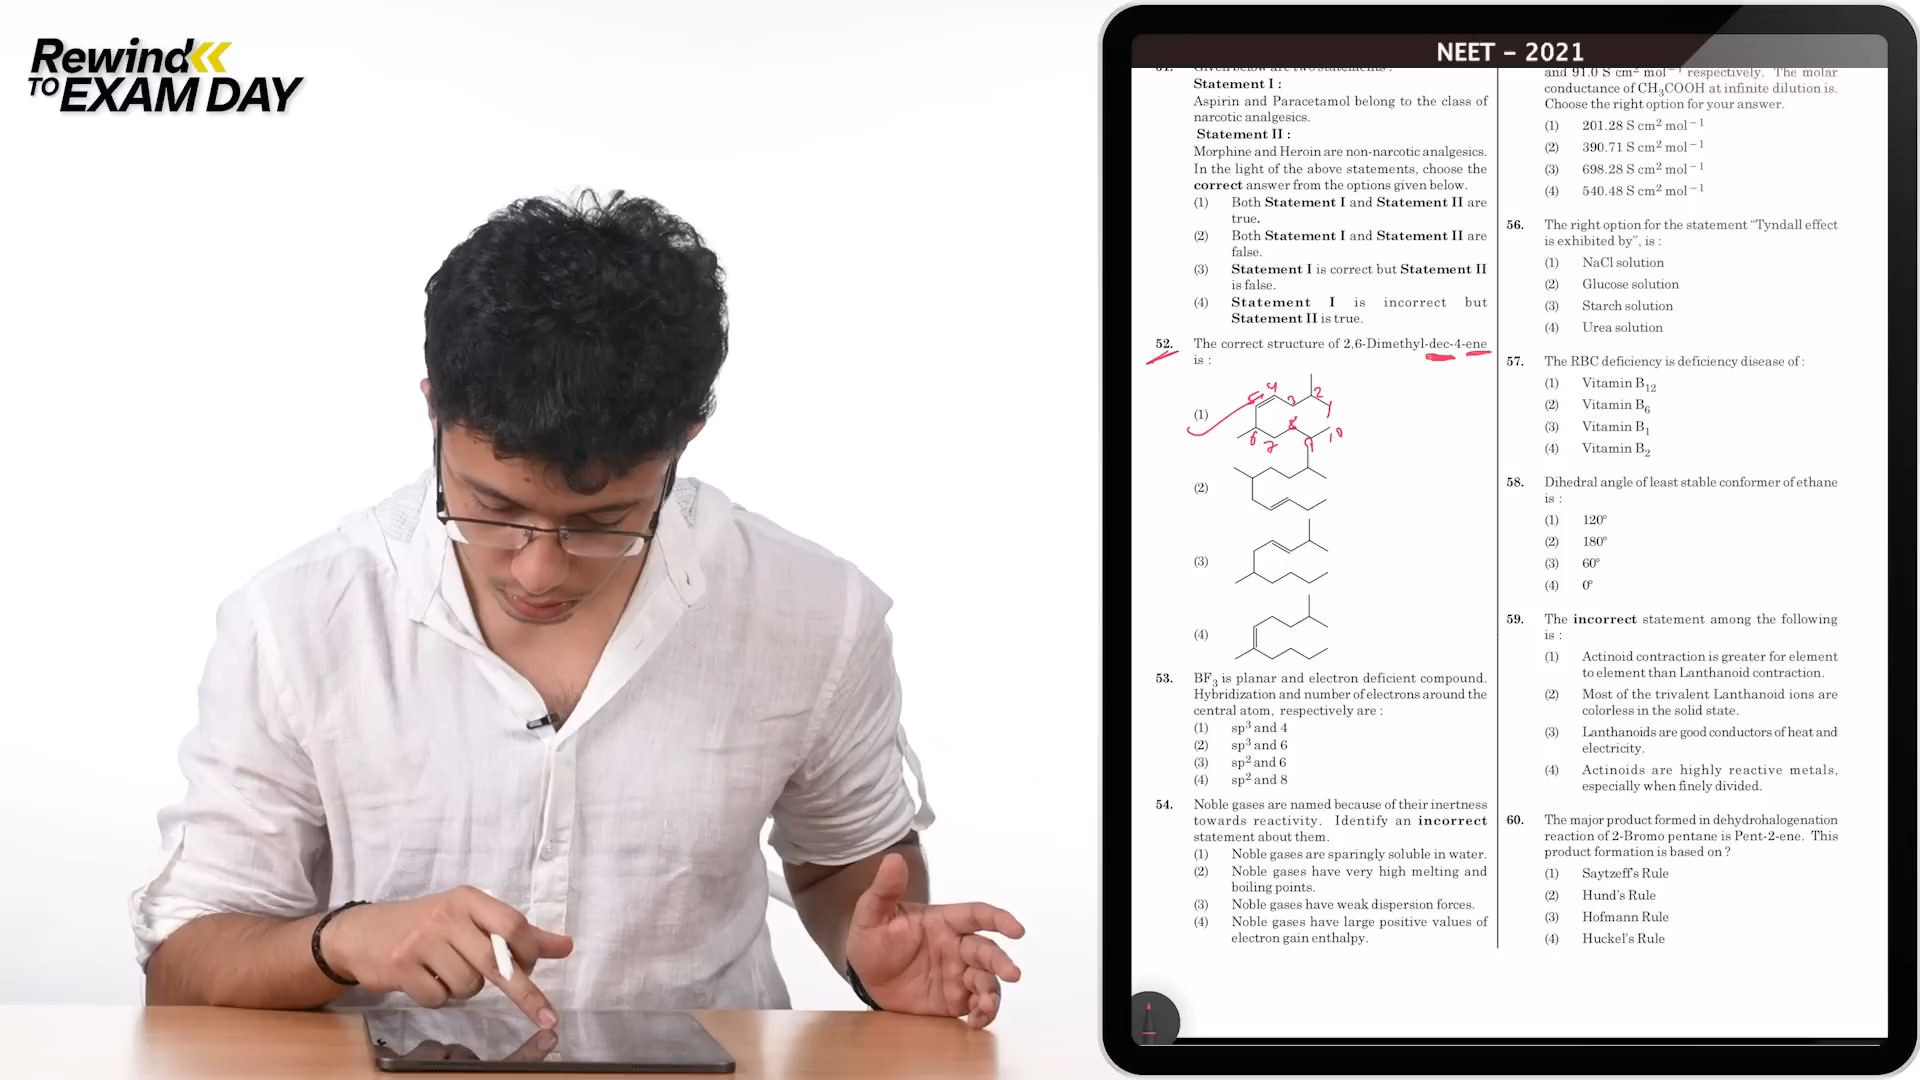 Rewind
TO EXAM DAY
NEET – 2021
51. Given below are two statements :
Statement I :
Aspirin and Paracetamol belong to the class of
narcotic analgesics.
Statement II :
Morphine and Heroin are non-narcotic analgesics.
In the light of the above statements, choose the
correct answer from the options given below.
(1) Both Statement I and Statement II are
true.
(2) Both Statement I and Statement II are
false.
(3) Statement I is correct but Statement II
is false.
(4) Statement I is incorrect but
Statement II is true.
52. The correct structure of 2,6-Dimethyl-dec-4-ene
is :
(1)
5 4 3 2 1
6 7 8 9 10
(2)
(3)
(4)
53. BF₃ is planar and electron deficient compound.
Hybridization and number of electrons around the
central atom, respectively are :
(1) sp³ and 4
(2) sp³ and 6
(3) sp² and 6
(4) sp² and 8
54. Noble gases are named because of their inertness
towards reactivity. Identify an incorrect
statement about them.
(1) Noble gases are sparingly soluble in water.
(2) Noble gases have very high melting and
boiling points.
(3) Noble gases have weak dispersion forces.
(4) Noble gases have large positive values of
electron gain enthalpy.
and 91.0 S cm² mol⁻¹ respectively. The molar
conductance of CH₃COOH at infinite dilution is.
Choose the right option for your answer.
(1) 201.28 S cm² mol⁻¹
(2) 390.71 S cm² mol⁻¹
(3) 698.28 S cm² mol⁻¹
(4) 540.48 S cm² mol⁻¹
56. The right option for the statement "Tyndall effect
is exhibited by", is :
(1) NaCl solution
(2) Glucose solution
(3) Starch solution
(4) Urea solution
57. The RBC deficiency is deficiency disease of :
(1) Vitamin B₁₂
(2) Vitamin B₆
(3) Vitamin B₁
(4) Vitamin B₂
58. Dihedral angle of least stable conformer of ethane
is :
(1) 120°
(2) 180°
(3) 60°
(4) 0°
59. The incorrect statement among the following
is :
(1) Actinoid contraction is greater for element
to element than Lanthanoid contraction.
(2) Most of the trivalent Lanthanoid ions are
colorless in the solid state.
(3) Lanthanoids are good conductors of heat and
electricity.
(4) Actinoids are highly reactive metals,
especially when finely divided.
60. The major product formed in dehydrohalogenation
reaction of 2-Bromo pentane is Pent-2-ene. This
product formation is based on ?
(1) Saytzeff's Rule
(2) Hund's Rule
(3) Hofmann Rule
(4) Huckel's Rule